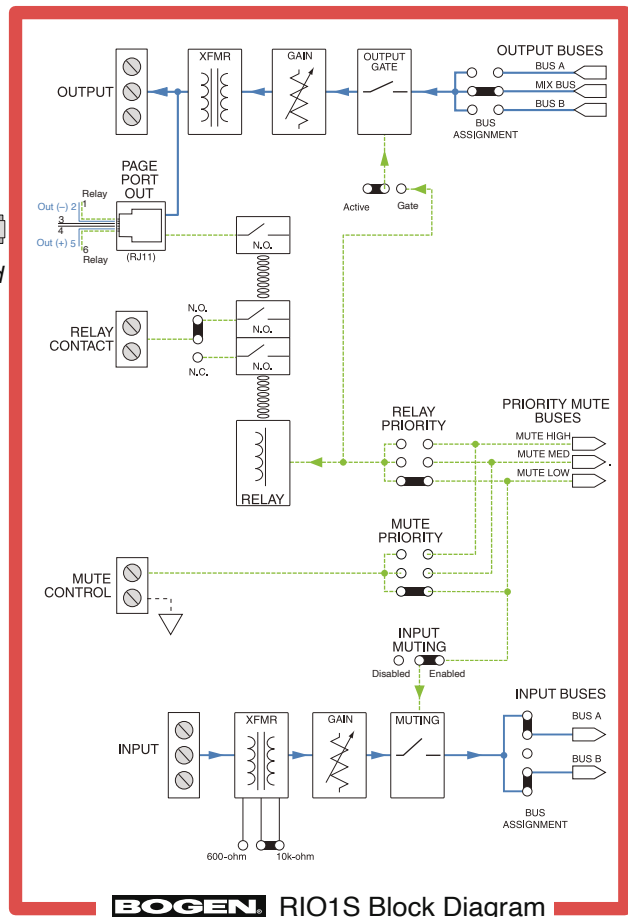 OUTPUT BUSES
XFMR
GAIN
OUTPUT
GATE
BUS A
MIX BUS
BUS B
OUTPUT
BUS
ASSIGNMENT
PAGE
PORT
OUT
Relay
Out (–) 2
1
3
4
Out (+) 5
6
Relay
(RJ11)
Active
Gate
N.O.
RELAY
CONTACT
N.O.
N.O.
N.C.
N.O.
RELAY
RELAY
PRIORITY
PRIORITY MUTE
BUSES
MUTE HIGH
MUTE MED
MUTE LOW
MUTE
PRIORITY
MUTE
CONTROL
INPUT
MUTING
Disabled
Enabled
INPUT BUSES
XFMR
GAIN
MUTING
BUS A
INPUT
BUS B
BUS
ASSIGNMENT
600-ohm
10k-ohm
BOGEN® RIO1S Block Diagram